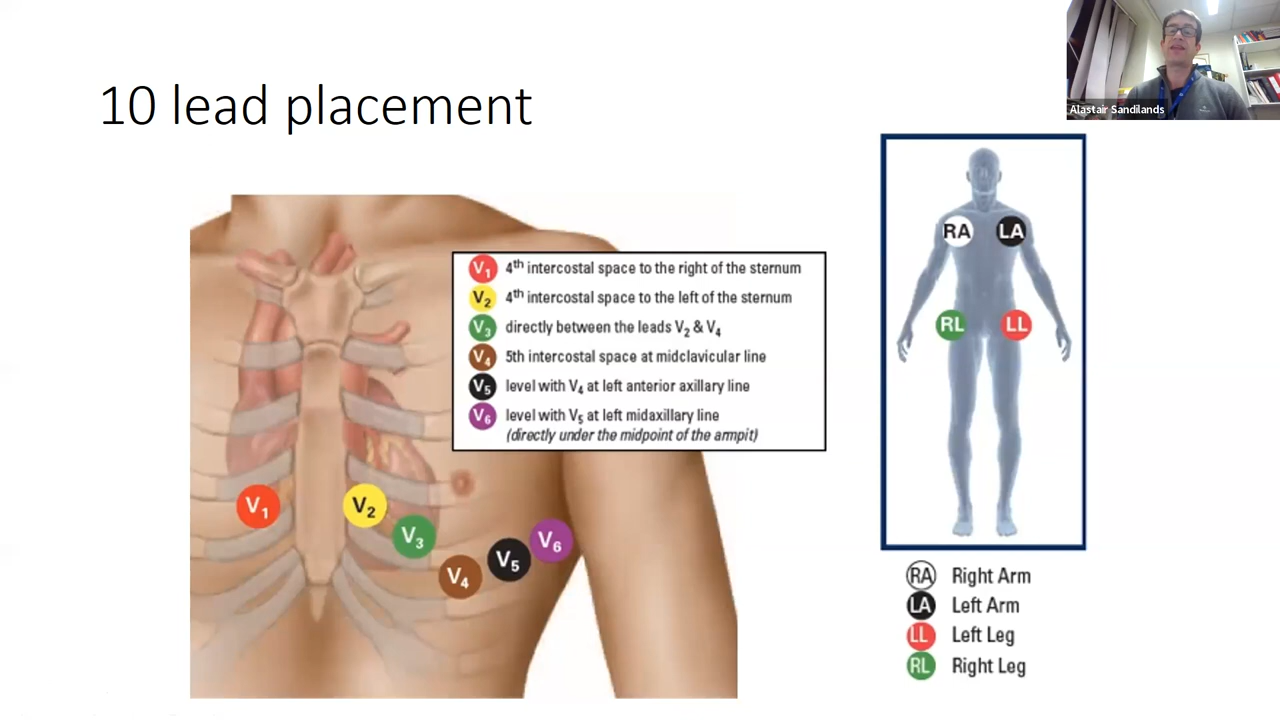 10 lead placement
Alastair Sandilands
V1 4th intercostal space to the right of the sternum
V2 4th intercostal space to the left of the sternum
V3 directly between the leads V2 & V4
V4 5th intercostal space at midclavicular line
V5 level with V4 at left anterior axillary line
V6 level with V5 at left midaxillary line
(directly under the midpoint of the armpit)
V1
V2
V3
V4
V5
V6
RA
LA
RL
LL
RA Right Arm
LA Left Arm
LL Left Leg
RL Right Leg